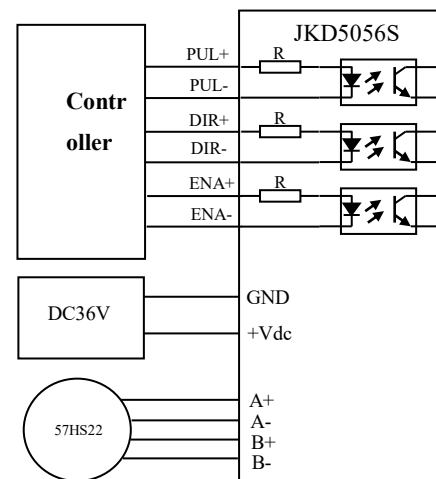 JKD5056S
PUL+
R
Contr
oller
PUL-
DIR+
R
DIR-
ENA+
R
ENA-
DC36V
GND
+Vdc
57HS22
A+
A-
B+
B-